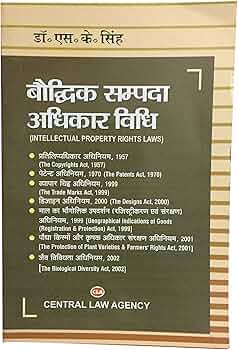 डॉ. एस. के. सिंह
बौद्धिक सम्पदा
अधिकार विधि
(INTELLECTUAL PROPERTY RIGHTS LAWS)
• प्रतिलिप्यधिकार अधिनियम, 1957
(The Copyrights Act, 1957)
• पेटेन्ट अधिनियम, 1970 (The Patents Act, 1970)
• व्यापार चिह्न अधिनियम, 1999
(The Trade Marks Act, 1999)
• डिजाइन अधिनियम, 2000 (The Designs Act, 2000)
• माल का भौगोलिक उपदर्शन (रजिस्ट्रीकरण एवं संरक्षण)
अधिनियम, 1999 (Geographical Indications of Goods
(Registration & Protection) Act, 1999)
• पौधा किस्मों और कृषक अधिकार संरक्षण अधिनियम, 2001
(The Protection of Plant Varieties & Farmers' Rights Act, 2001)
• जैव विविधता अधिनियम, 2002
[The Biological Diversity Act, 2002]
CLA
CENTRAL LAW AGENCY